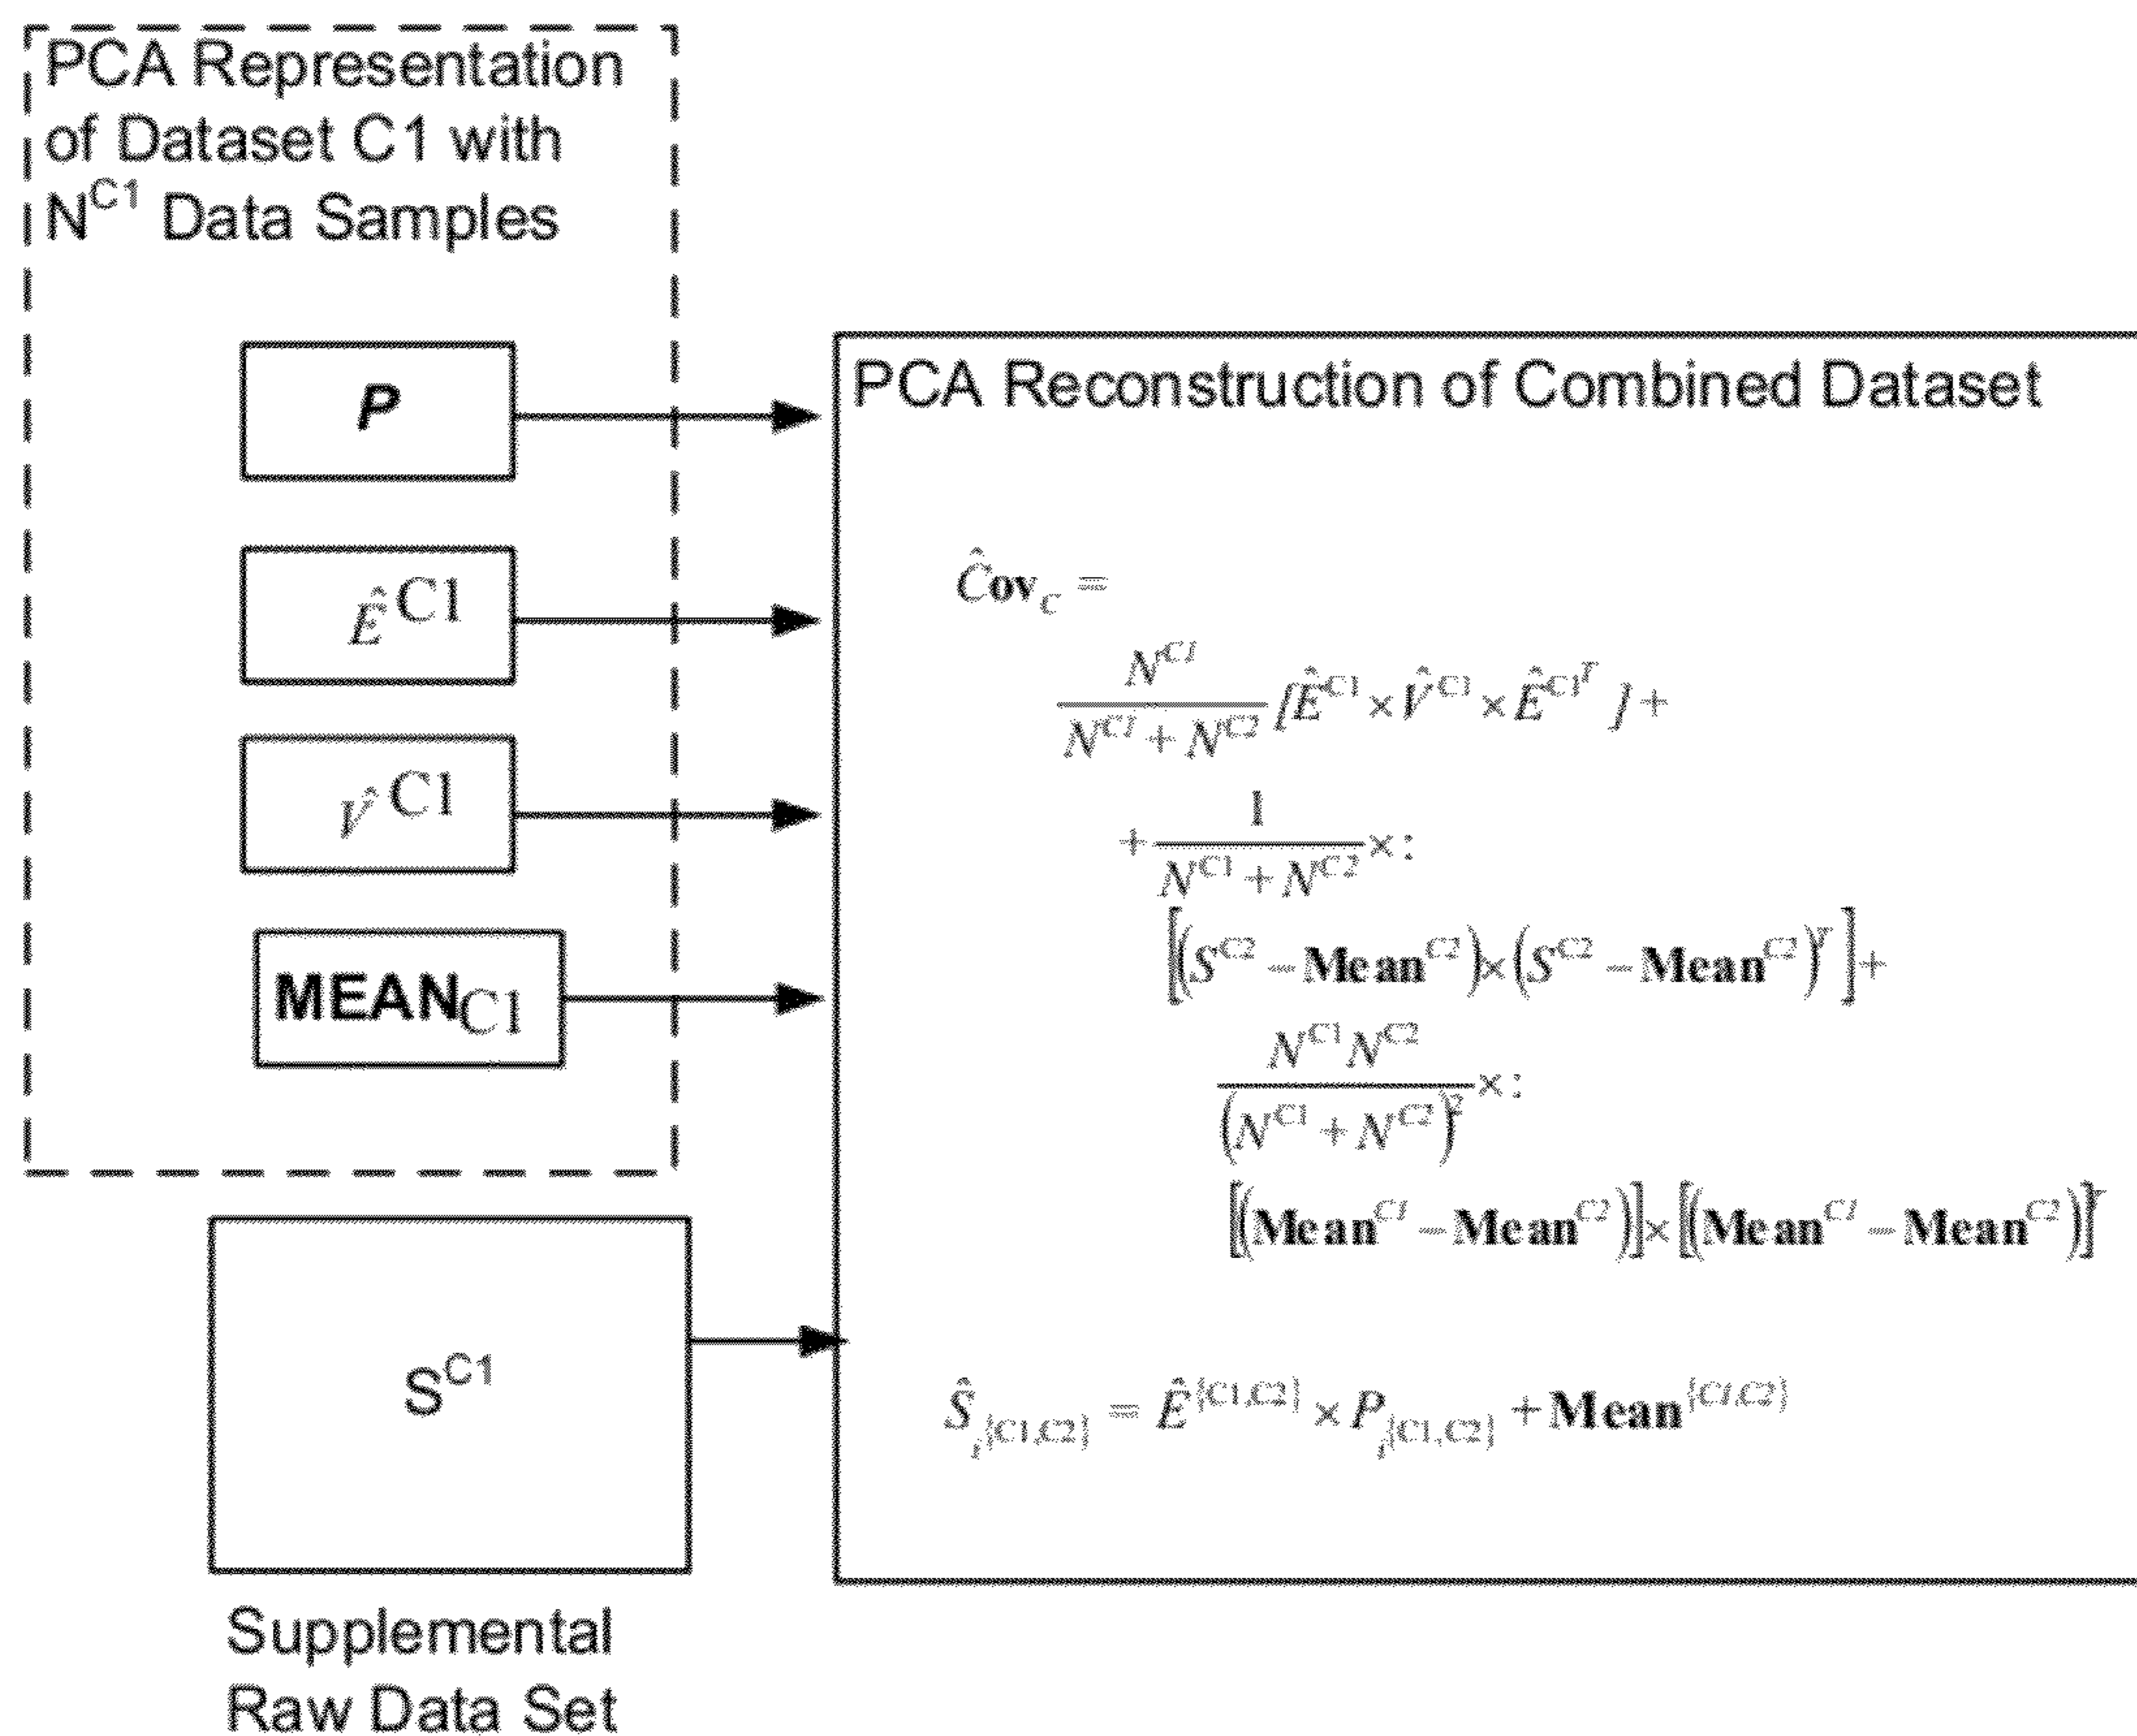 PCA Representation
of Dataset C1 with
N^C1 Data Samples
P
Ê^C1
V̂^C1
MEAN_C1
S^C1
Supplemental
Raw Data Set
PCA Reconstruction of Combined Dataset
Ĉov_C =
N^C1 / (N^C1 + N^C2) [Ê^C1 × V̂^C1 × Ê^C1^T ] +
+ 1 / (N^C1 + N^C2) ×:
[(S^C2 − Mean^C2) × (S^C2 − Mean^C2)^T] +
N^C1 N^C2 / (N^C1 + N^C2)^2 ×:
[(Mean^C1 − Mean^C2)] × [(Mean^C1 − Mean^C2)]^T
Ŝ_i^{C1,C2} = Ê^{C1,C2} × P_i^{C1,C2} + Mean^{C1,C2}